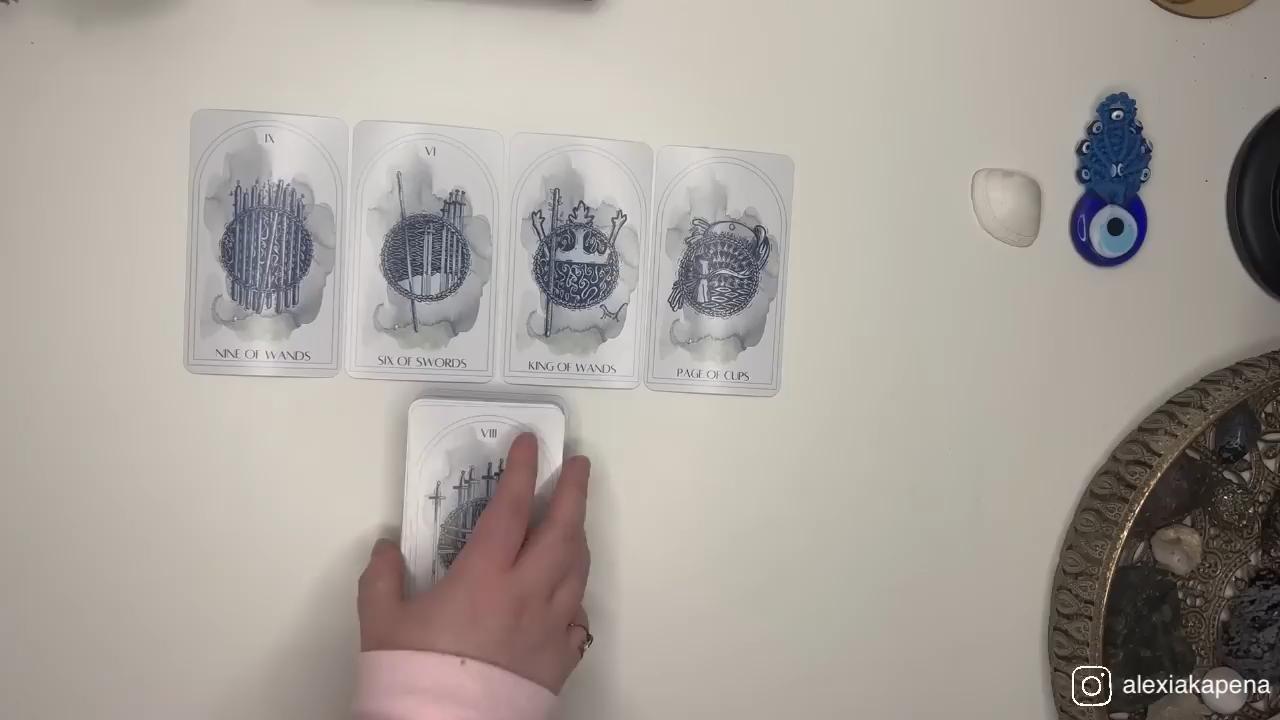 IX
NINE OF WANDS
VI
SIX OF SWORDS
KING OF WANDS
PAGE OF CUPS
VIII
alexiakapena